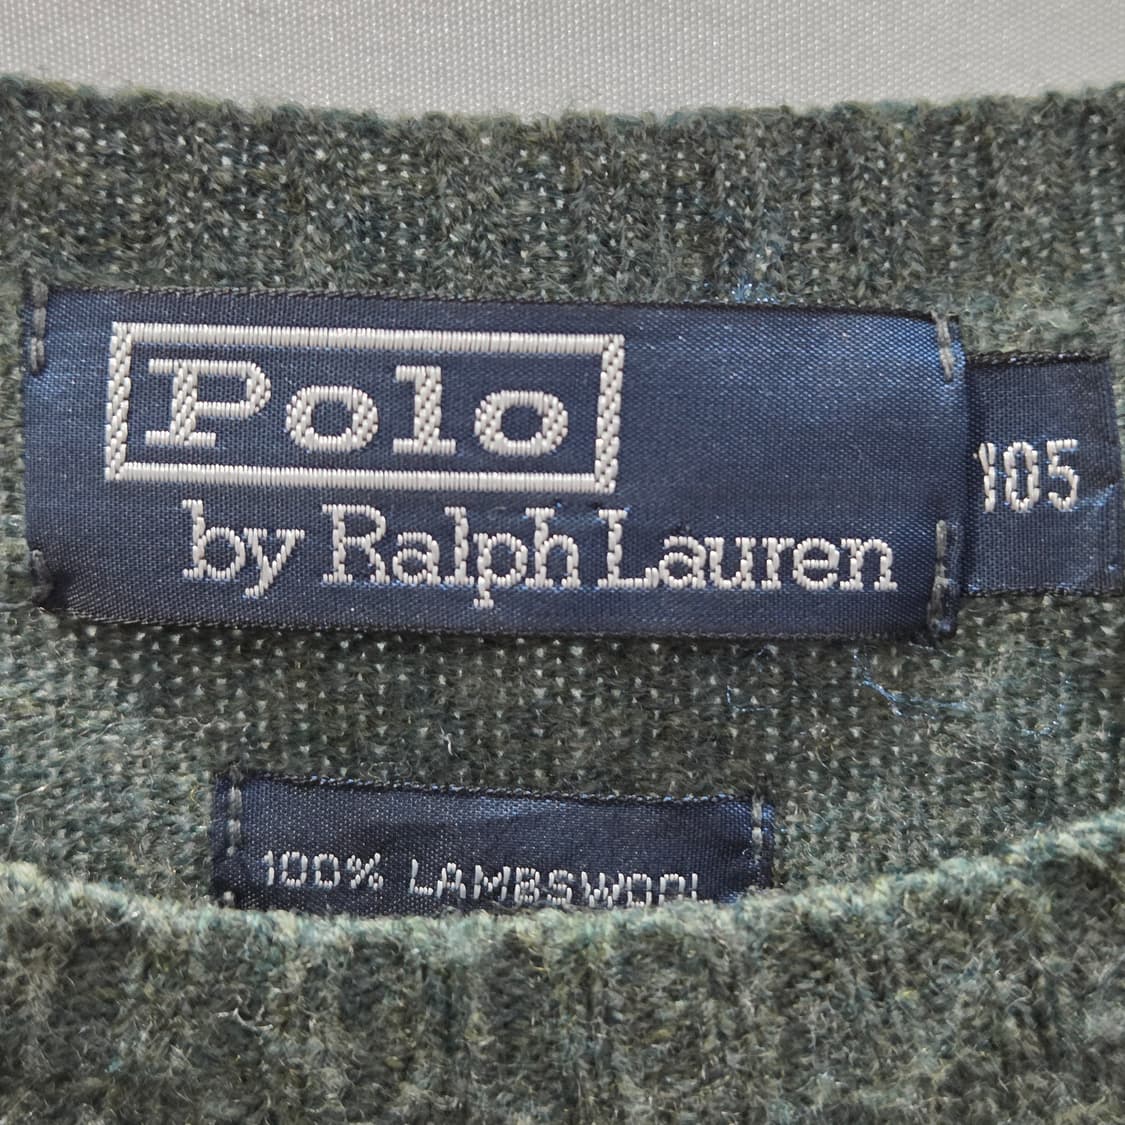 Polo
by Ralph Lauren
105
100% LAMBSWOOL